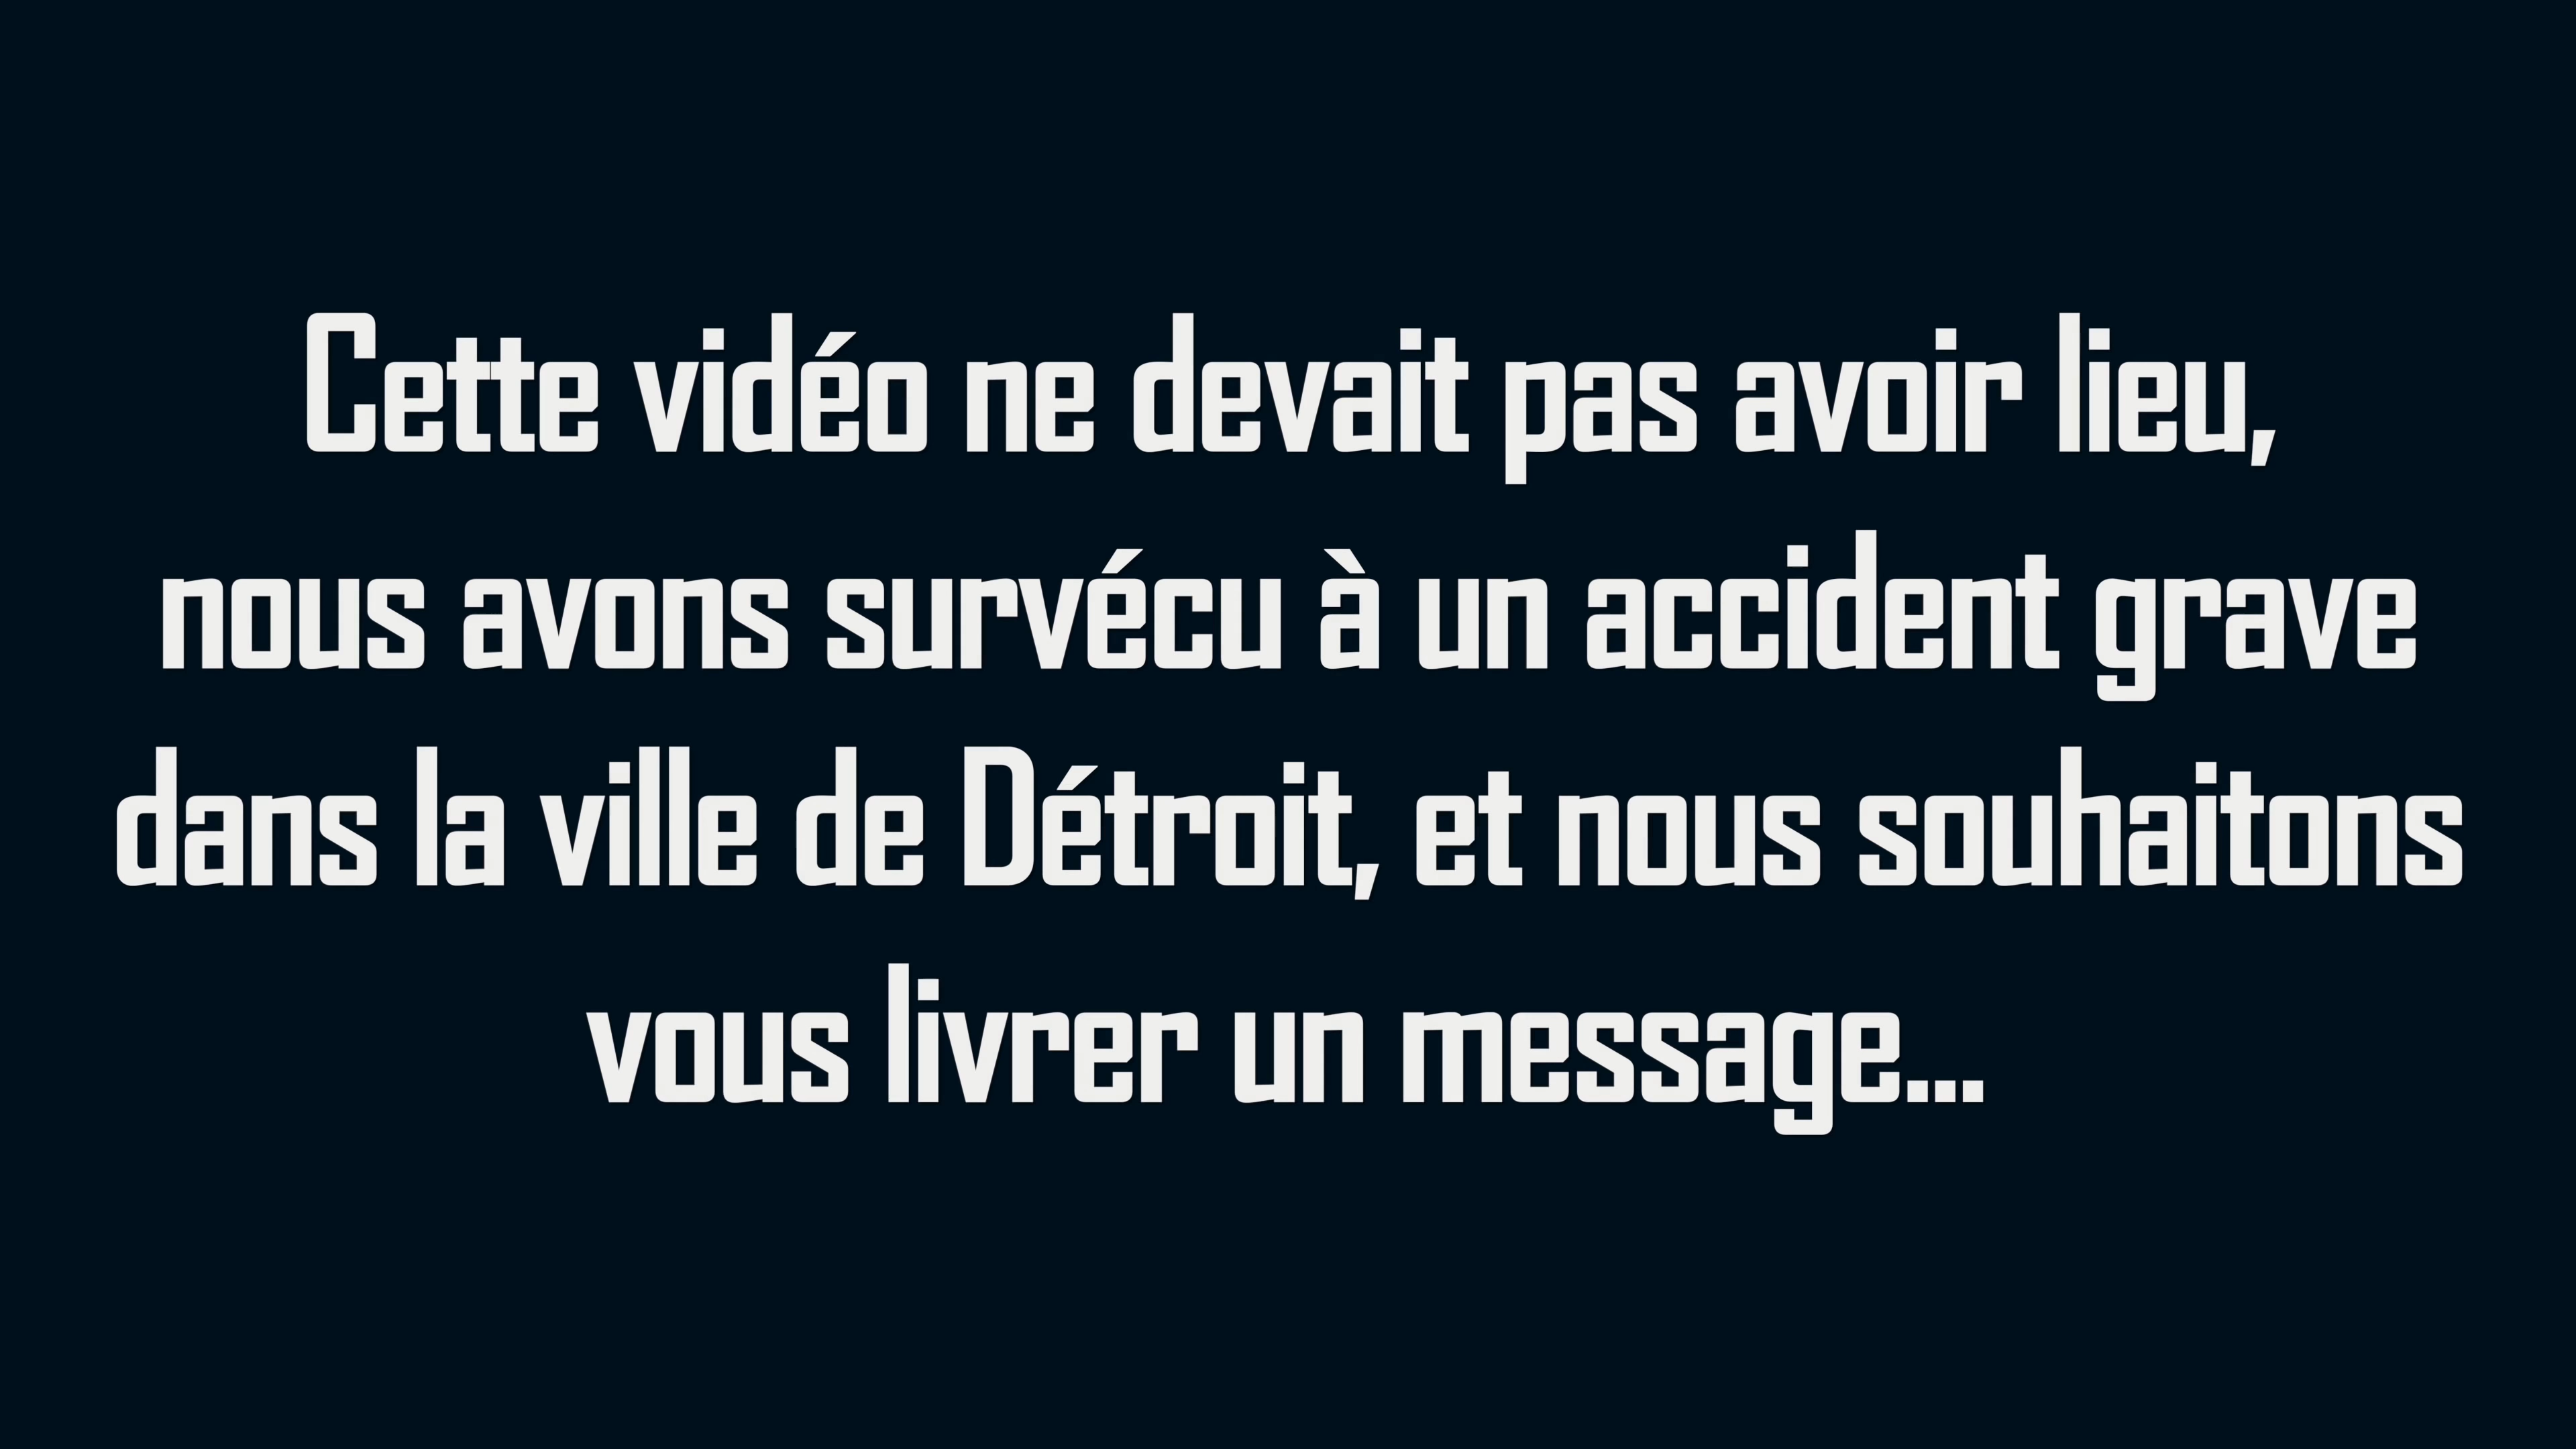 Cette vidéo ne devait pas avoir lieu,
nous avons survécu à un accident grave
dans la ville de Détroit, et nous souhaitons
vous livrer un message...